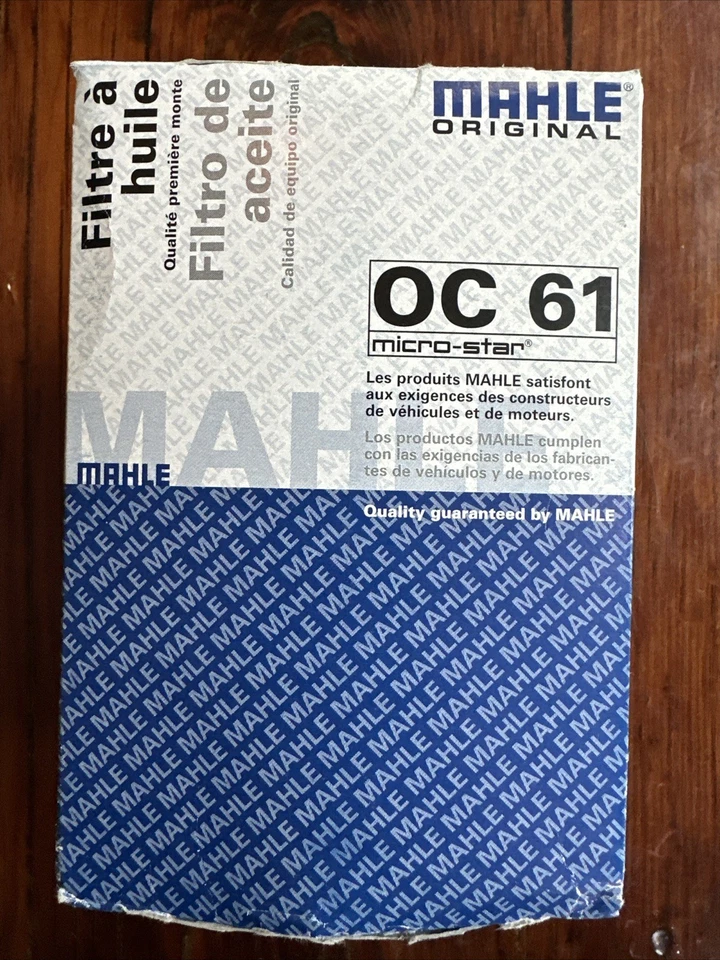 Filtre à
huile
Qualité première monte
Filtro de
aceite
Calidad de equipo original
MAHLE®
ORIGINAL
OC 61
micro-star®
Les produits MAHLE satisfont
aux exigences des constructeurs
de véhicules et de moteurs.
Los productos MAHLE cumplen
con las exigencias de los fabrican-
tes de vehículos y de motores.
MAHLE
MAHLE
Quality guaranteed by MAHLE